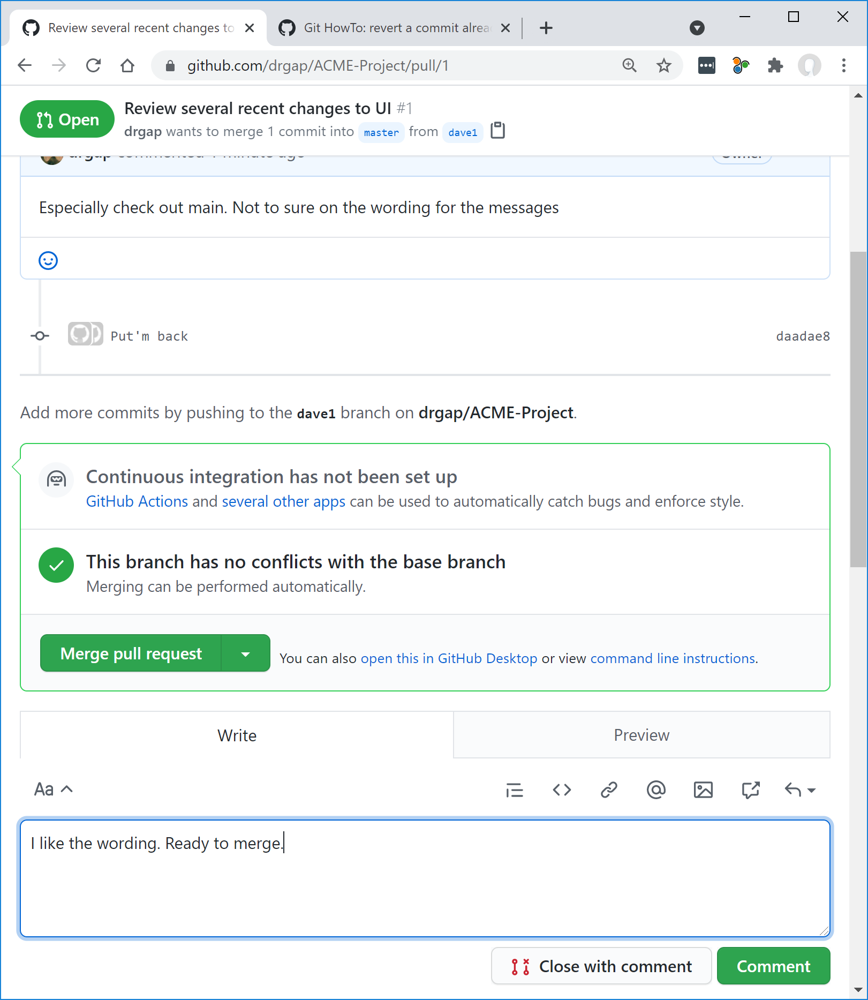 Review several recent changes to
Git HowTo: revert a commit alrea
github.com/drgap/ACME-Project/pull/1
Open
Review several recent changes to UI #1
drgap wants to merge 1 commit into master from dave1
drgap commented 1 minute ago
Owner
Especially check out main. Not to sure on the wording for the messages
Put'm back
daadae8
Add more commits by pushing to the dave1 branch on drgap/ACME-Project.
Continuous integration has not been set up
GitHub Actions and several other apps can be used to automatically catch bugs and enforce style.
This branch has no conflicts with the base branch
Merging can be performed automatically.
Merge pull request
You can also open this in GitHub Desktop or view command line instructions.
Write
Preview
Aa
I like the wording. Ready to merge.
Close with comment
Comment